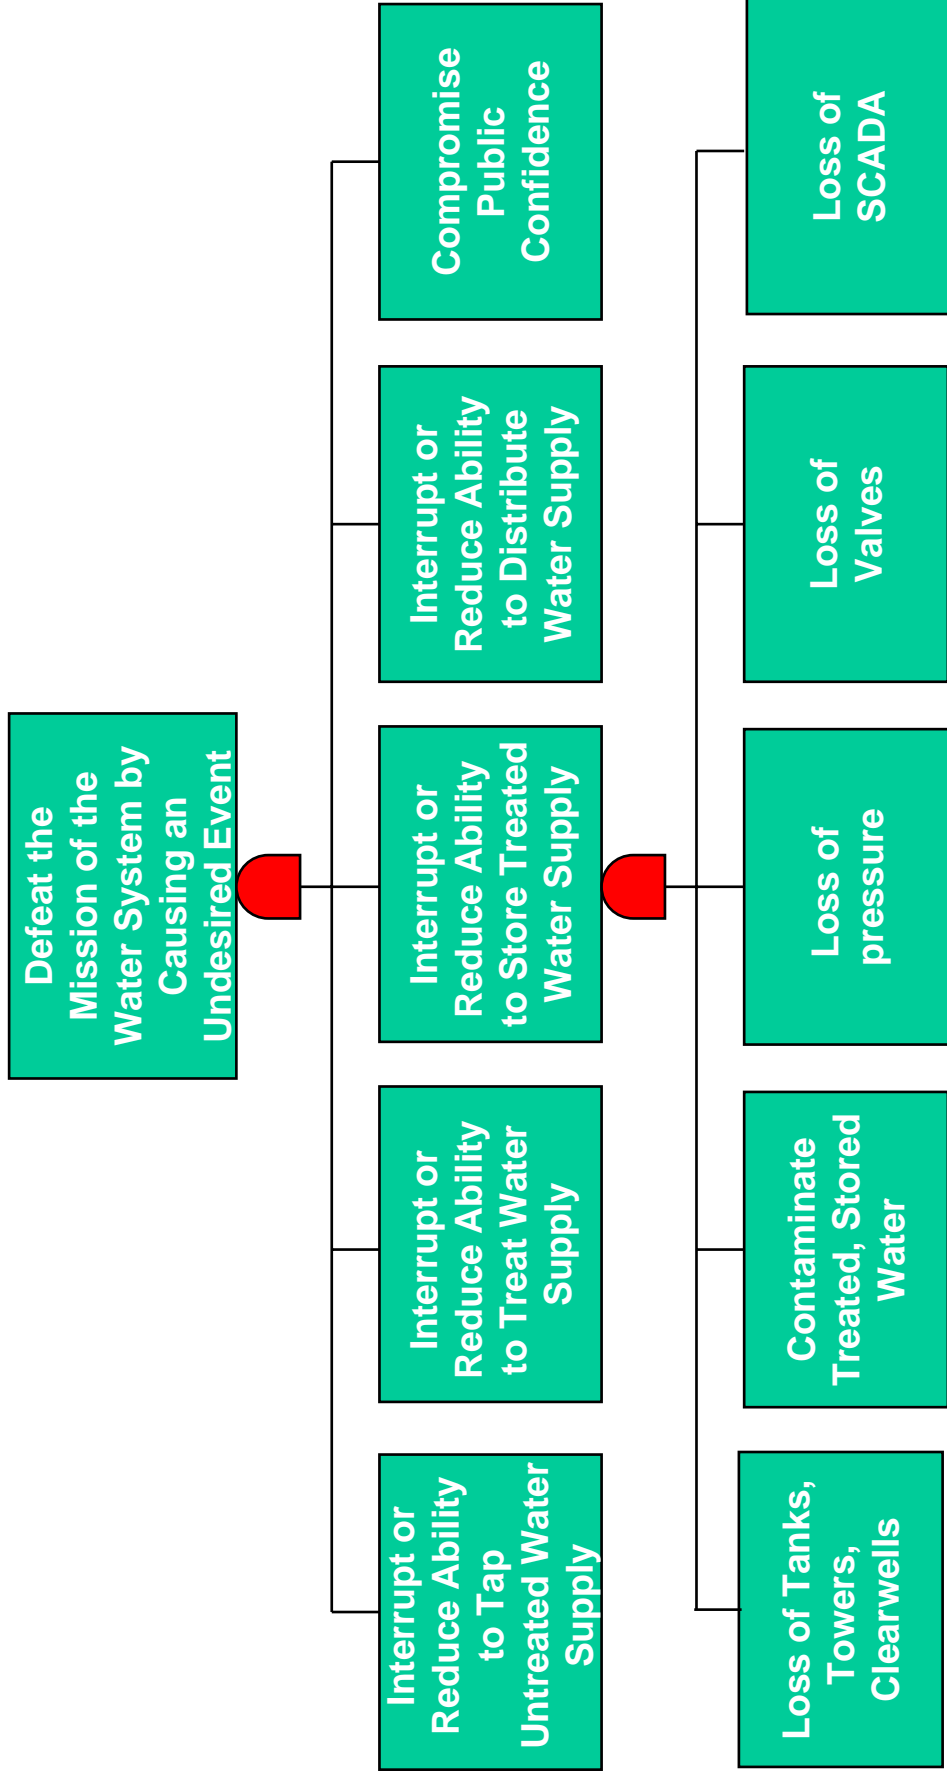 Defeat the
Mission of the
Water System by
Causing an
Undesired Event
Interrupt or
Reduce Ability
to Tap
Untreated Water
Supply
Interrupt or
Reduce Ability
to Treat Water
Supply
Interrupt or
Reduce Ability
to Store Treated
Water Supply
Interrupt or
Reduce Ability
to Distribute
Water Supply
Compromise
Public
Confidence
Loss of Tanks,
Towers,
Clearwells
Contaminate
Treated, Stored
Water
Loss of
pressure
Loss of
Valves
Loss of
SCADA